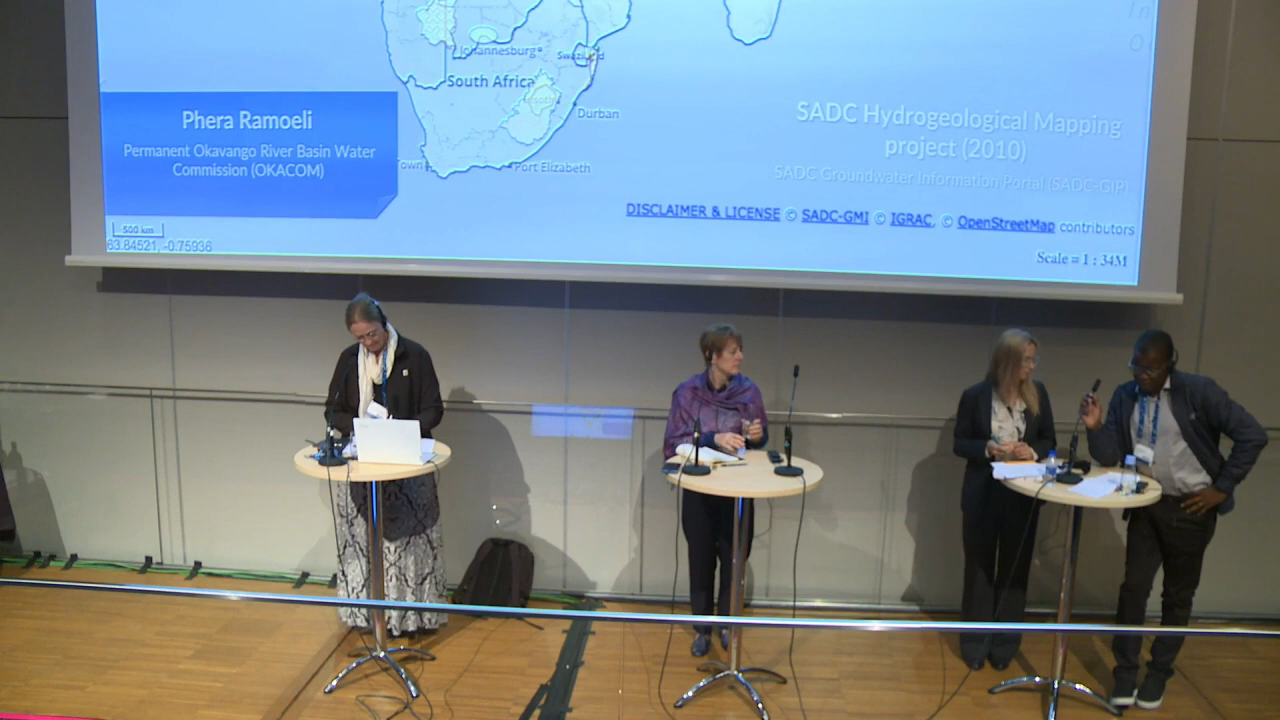 Johannesburg
Swaziland
South Africa
Lesotho
Durban
Town
Port Elizabeth
Phera Ramoeli
Permanent Okavango River Basin Water
Commission (OKACOM)
SADC Hydrogeological Mapping
project (2010)
SADC Groundwater Information Portal (SADC-GIP)
DISCLAIMER & LICENSE © SADC-GMI © IGRAC, © OpenStreetMap contributors
500 km
63.84521, -0.75936
Scale = 1 : 34M